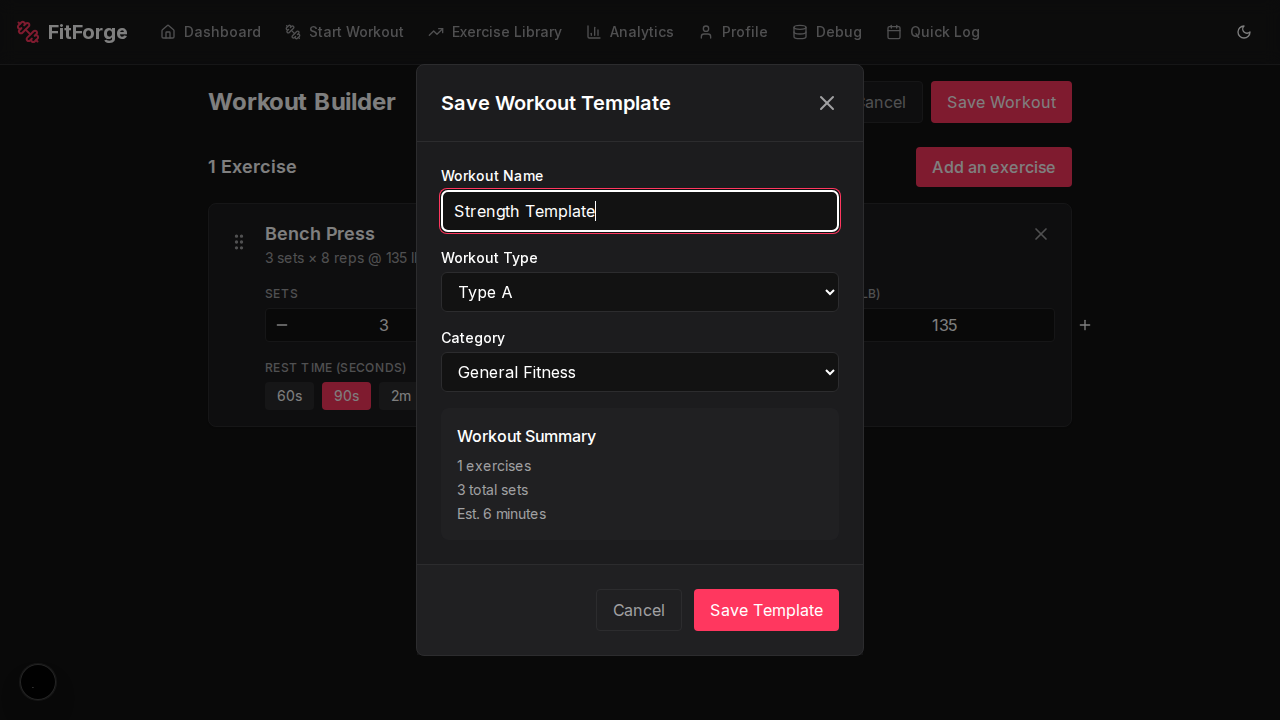 FitForge
Dashboard
Start Workout
Exercise Library
Analytics
Profile
Debug
Quick Log
Workout Builder
Cancel
Save Workout
1 Exercise
Add an exercise
Bench Press
3 sets × 8 reps @ 135 l
SETS
3
LB)
135
REST TIME (SECONDS)
60s
90s
2m
Save Workout Template
Workout Name
Strength Template
Workout Type
Type A
Category
General Fitness
Workout Summary
1 exercises
3 total sets
Est. 6 minutes
Cancel
Save Template